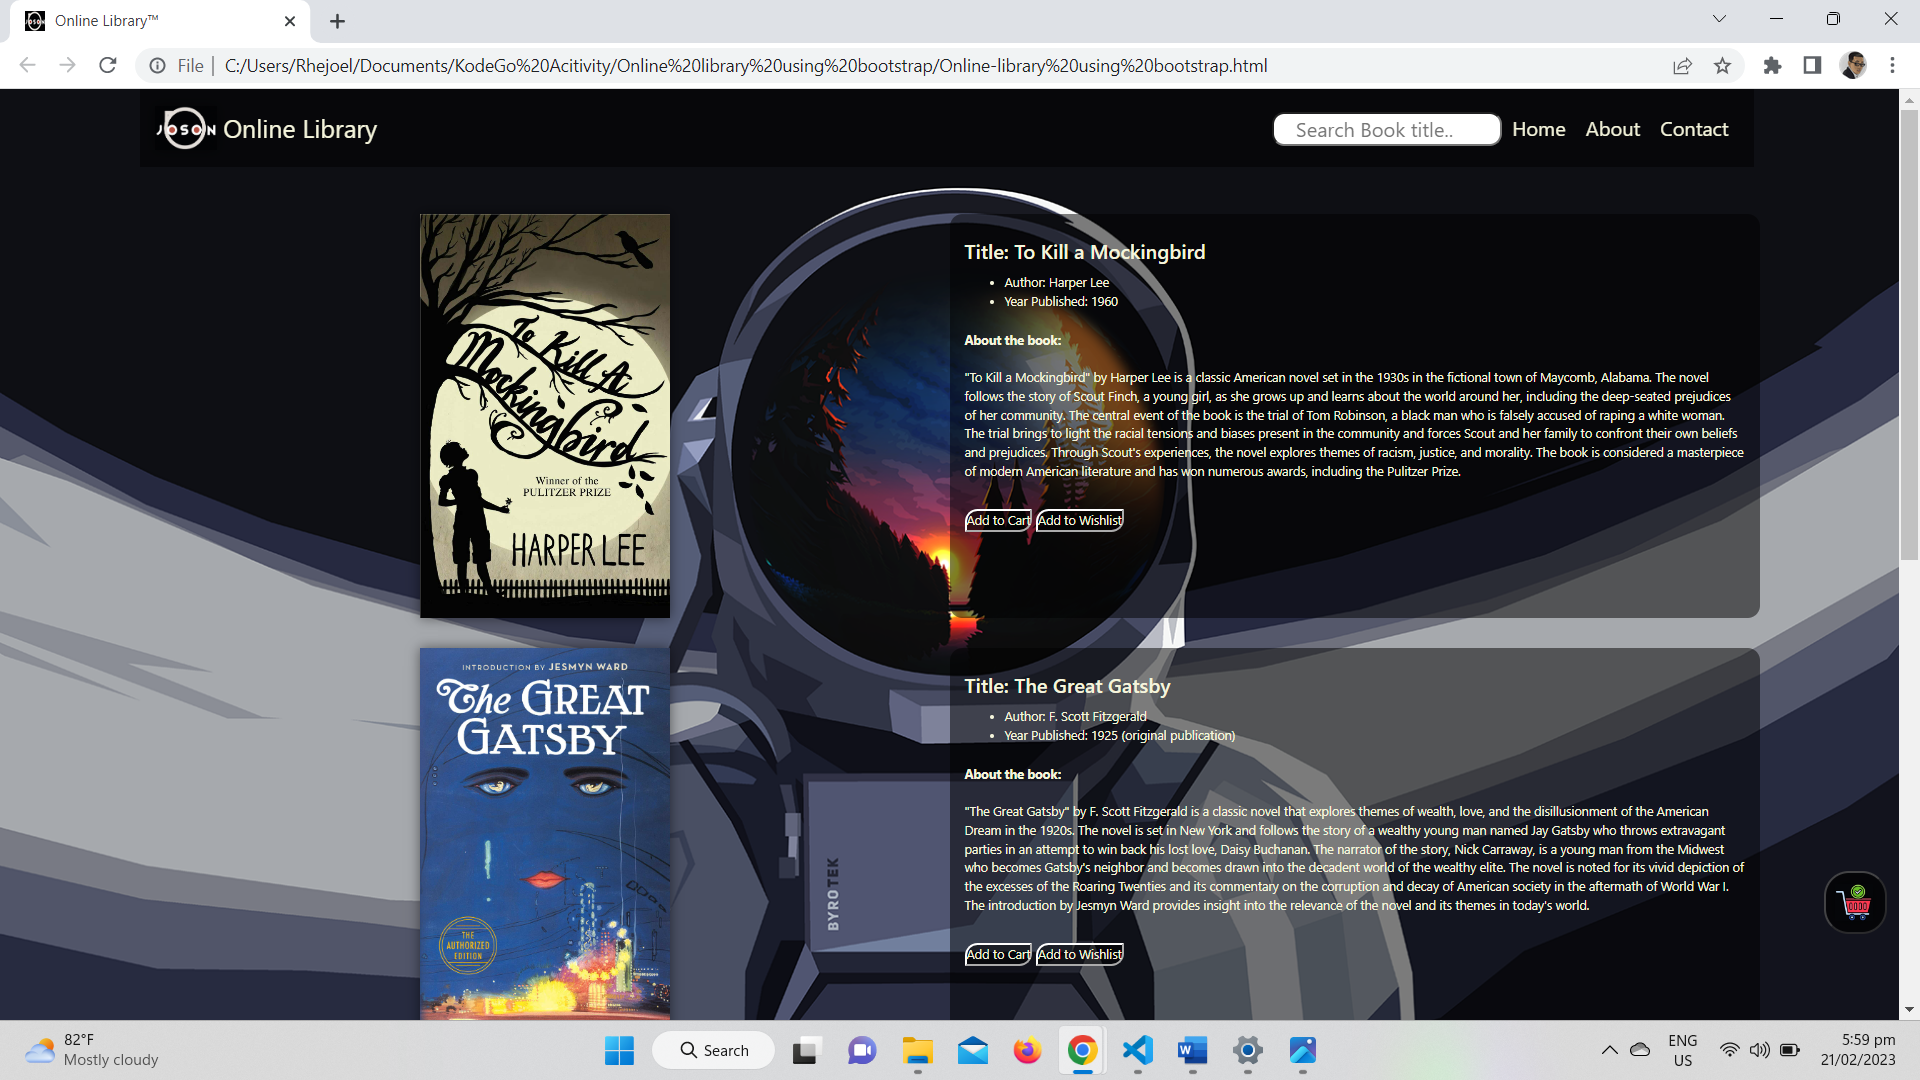 Online Library™
File
C:/Users/Rhejoel/Documents/KodeGo%20Acitivity/Online%20library%20using%20bootstrap/Online-library%20using%20bootstrap.html
JOSON Online Library
Search Book title..
Home
About
Contact
To Kill A
Mockingbird
Winner of the
PULITZER PRIZE
HARPER LEE
Title: To Kill a Mockingbird
• Author: Harper Lee
• Year Published: 1960
About the book:
"To Kill a Mockingbird" by Harper Lee is a classic American novel set in the 1930s in the fictional town of Maycomb, Alabama. The novel
follows the story of Scout Finch, a young girl, as she grows up and learns about the world around her, including the deep-seated prejudices
of her community. The central event of the book is the trial of Tom Robinson, a black man who is falsely accused of raping a white woman.
The trial brings to light the racial tensions and biases present in the community and forces Scout and her family to confront their own beliefs
and prejudices. Through Scout's experiences, the novel explores themes of racism, justice, and morality. The book is considered a masterpiece
of modern American literature and has won numerous awards, including the Pulitzer Prize.
Add to Cart Add to Wishlist
INTRODUCTION BY JESMYN WARD
The GREAT
GATSBY
THE
AUTHORIZED
EDITION
BYROTEK
Title: The Great Gatsby
• Author: F. Scott Fitzgerald
• Year Published: 1925 (original publication)
About the book:
"The Great Gatsby" by F. Scott Fitzgerald is a classic novel that explores themes of wealth, love, and the disillusionment of the American
Dream in the 1920s. The novel is set in New York and follows the story of a wealthy young man named Jay Gatsby who throws extravagant
parties in an attempt to win back his lost love, Daisy Buchanan. The narrator of the story, Nick Carraway, is a young man from the Midwest
who becomes Gatsby's neighbor and becomes drawn into the decadent world of the wealthy elite. The novel is noted for its vivid depiction of
the excesses of the Roaring Twenties and its commentary on the corruption and decay of American society in the aftermath of World War I.
The introduction by Jesmyn Ward provides insight into the relevance of the novel and its themes in today's world.
Add to Cart Add to Wishlist
82°F
Mostly cloudy
Search
ENG
US
5:59 pm
21/02/2023